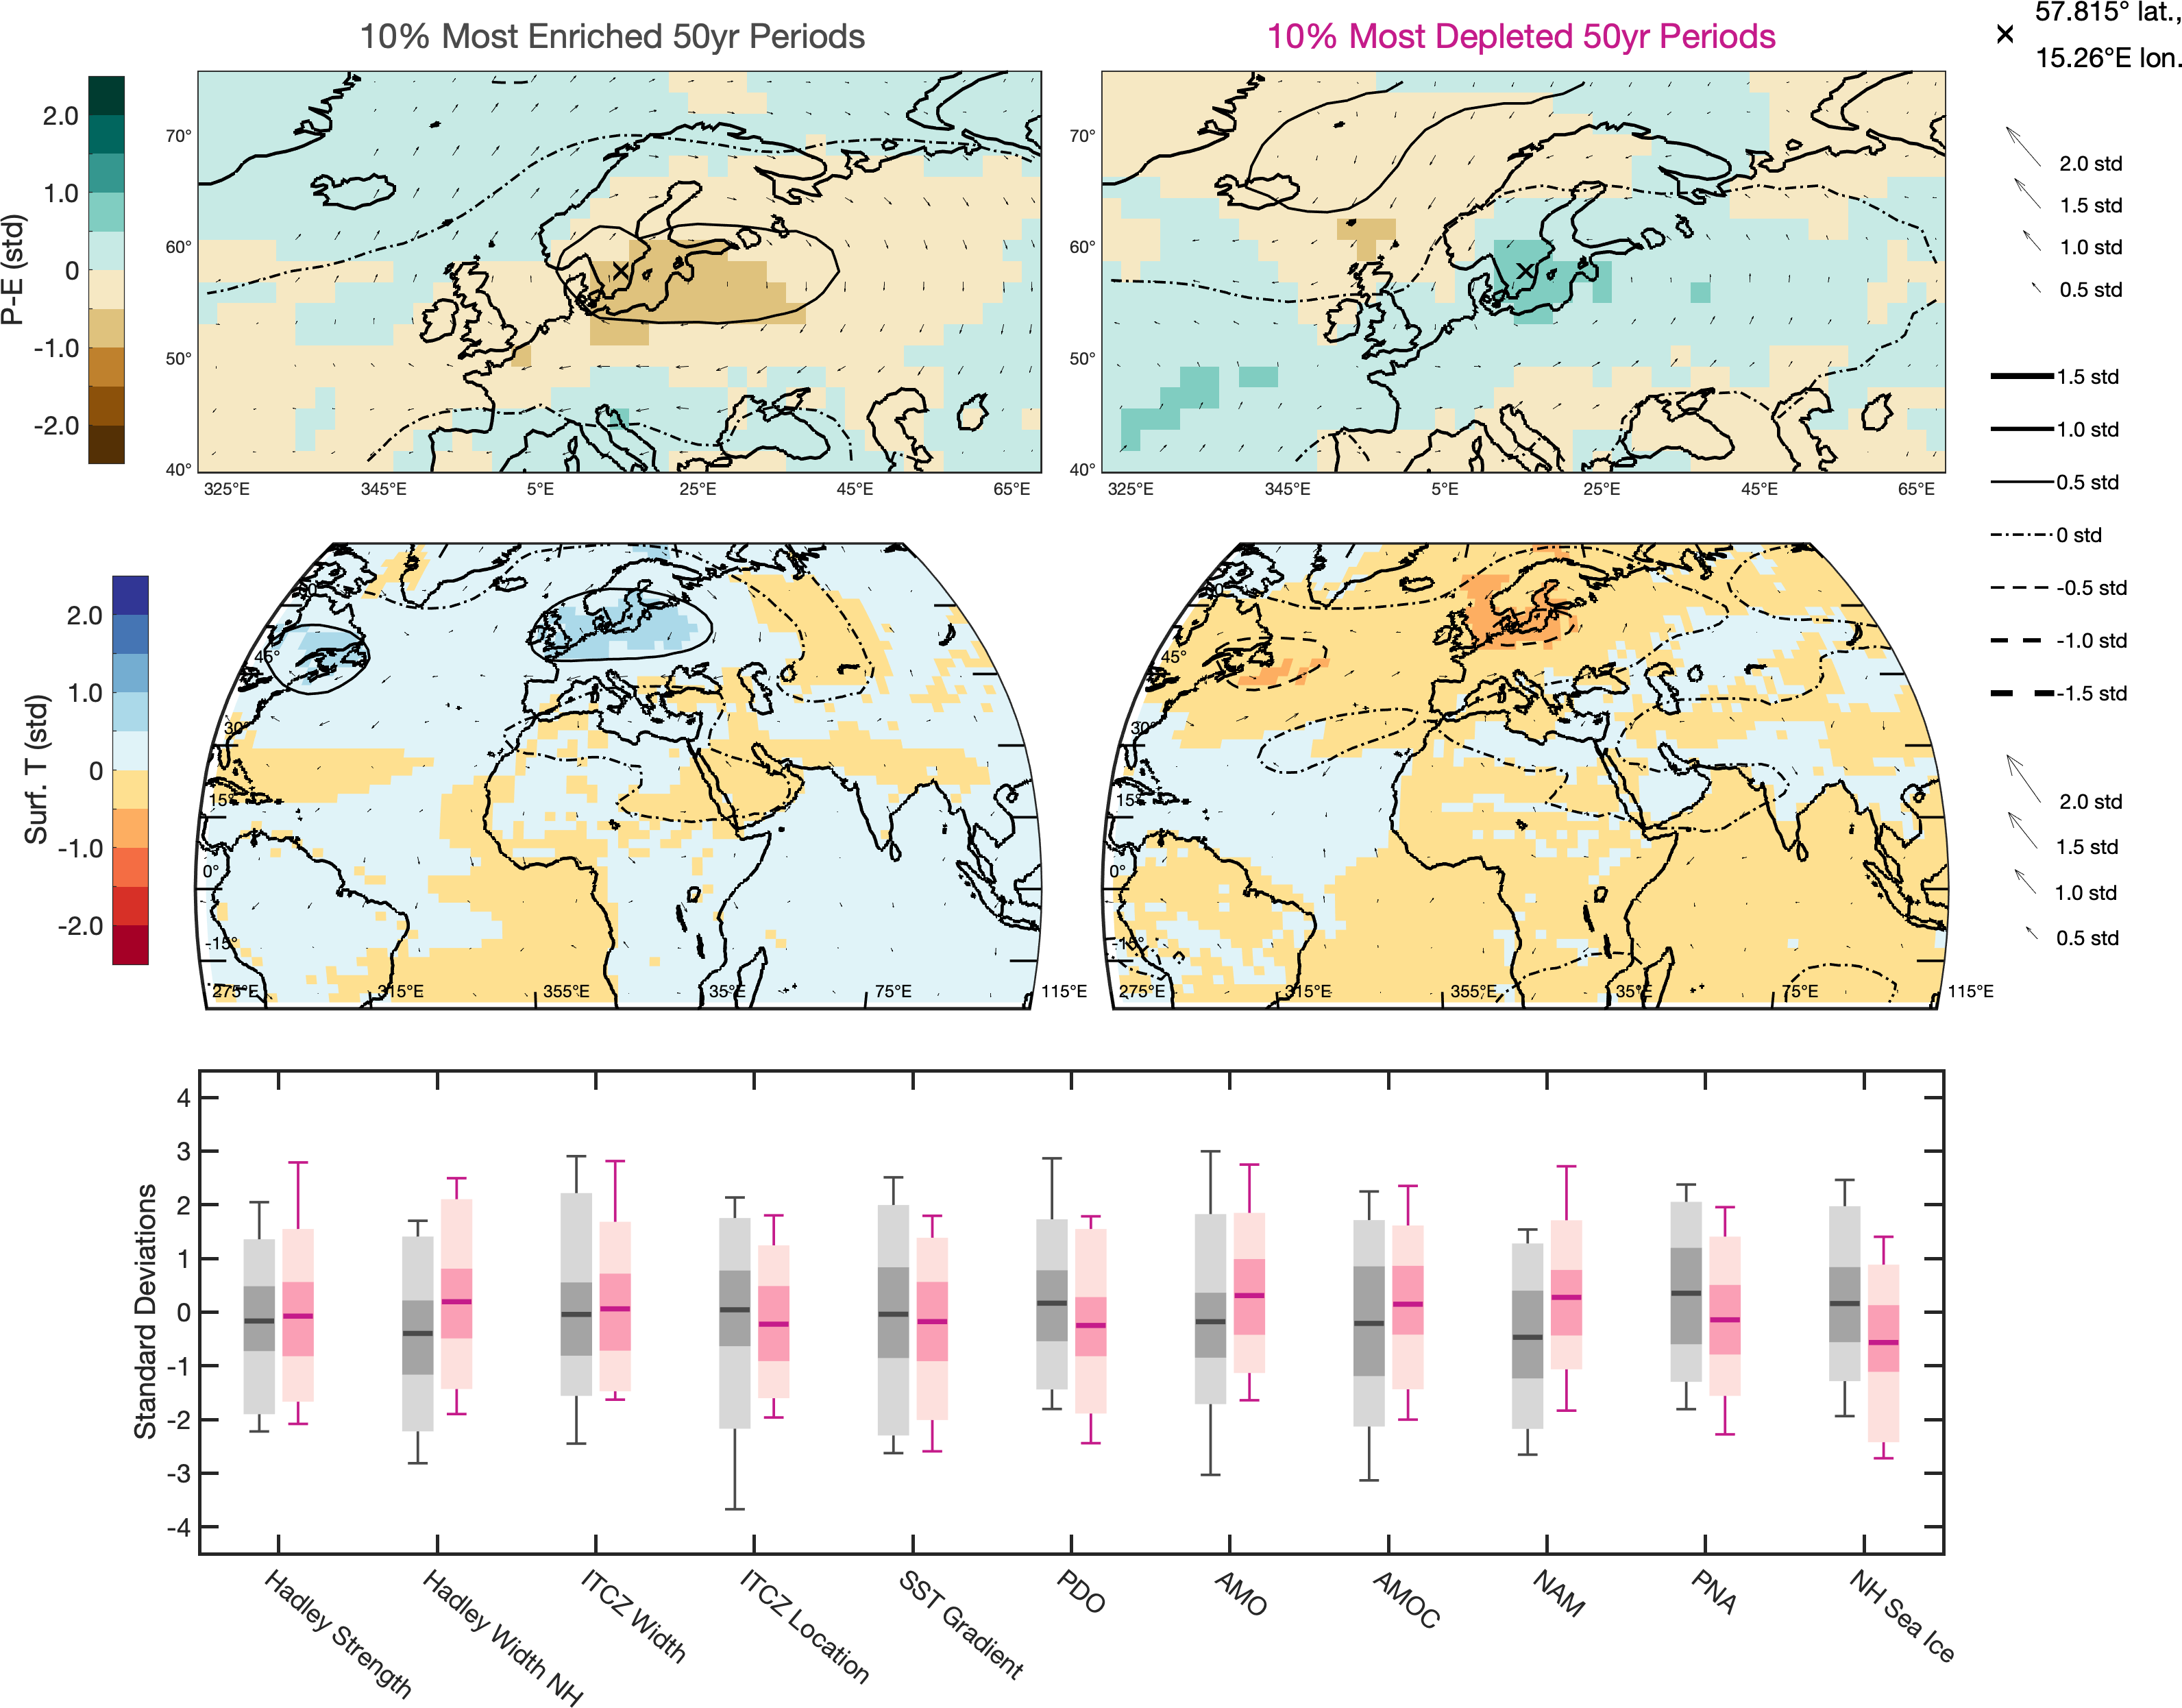 10% Most Enriched 50yr Periods
10% Most Depleted 50yr Periods
57.815° lat.,
15.26°E lon.
P-E (std)
2.0
1.0
0
-1.0
-2.0
70°
60°
50°
40°
325°E 345°E 5°E 25°E 45°E 65°E
70°
60°
50°
40°
325°E 345°E 5°E 25°E 45°E 65°E
2.0 std
1.5 std
1.0 std
0.5 std
1.5 std
1.0 std
0.5 std
0 std
-0.5 std
-1.0 std
-1.5 std
Surf. T (std)
2.0
1.0
0
-1.0
-2.0
45°
30°
15°
0°
-15°
275°E 315°E 355°E 35°E 75°E 115°E
45°
30°
15°
0°
-15°
275°E 315°E 355°E 35°E 75°E 115°E
2.0 std
1.5 std
1.0 std
0.5 std
Standard Deviations
4
3
2
1
0
-1
-2
-3
-4
Hadley Strength
Hadley Width NH
ITCZ Width
ITCZ Location
SST Gradient
PDO
AMO
AMOC
NAM
PNA
NH Sea Ice